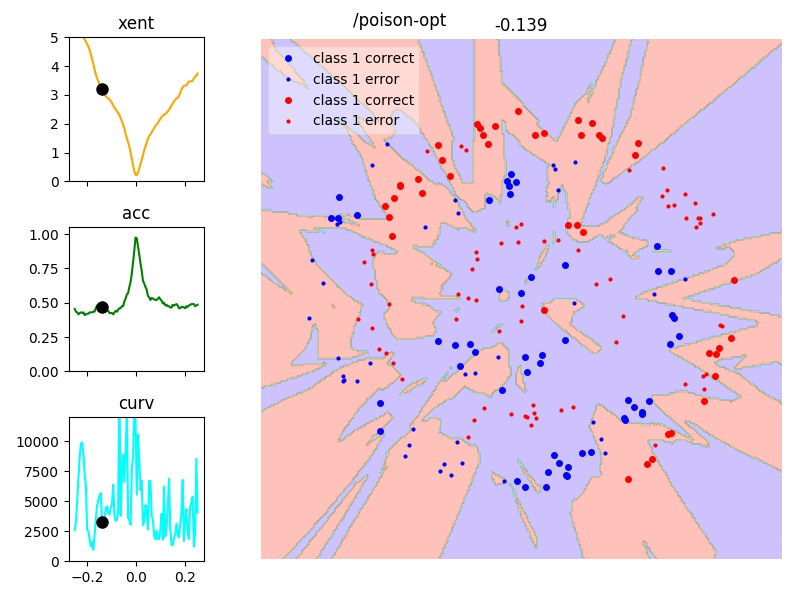 /poison-opt
-0.139
xent
5
4
3
2
1
0
acc
1.00
0.75
0.50
0.25
0.00
curv
10000
7500
5000
2500
0
−0.2 0.0 0.2
class 1 correct
class 1 error
class 1 correct
class 1 error